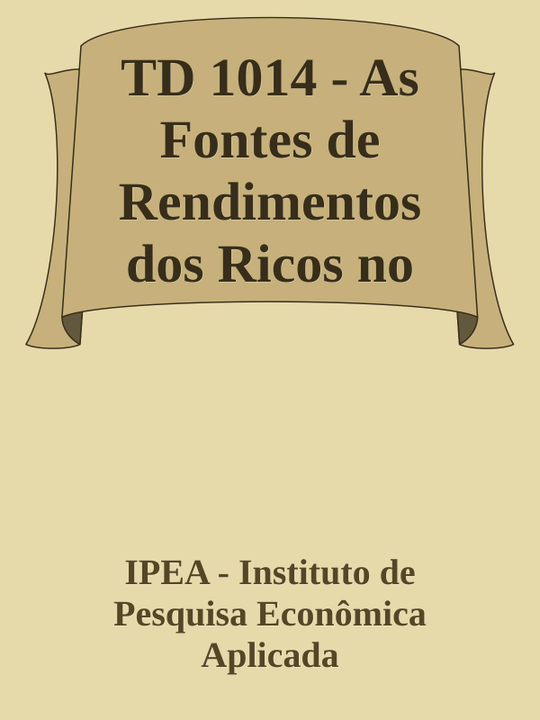 TD 1014 - As
Fontes de
Rendimentos
dos Ricos no
IPEA - Instituto de
Pesquisa Econômica
Aplicada